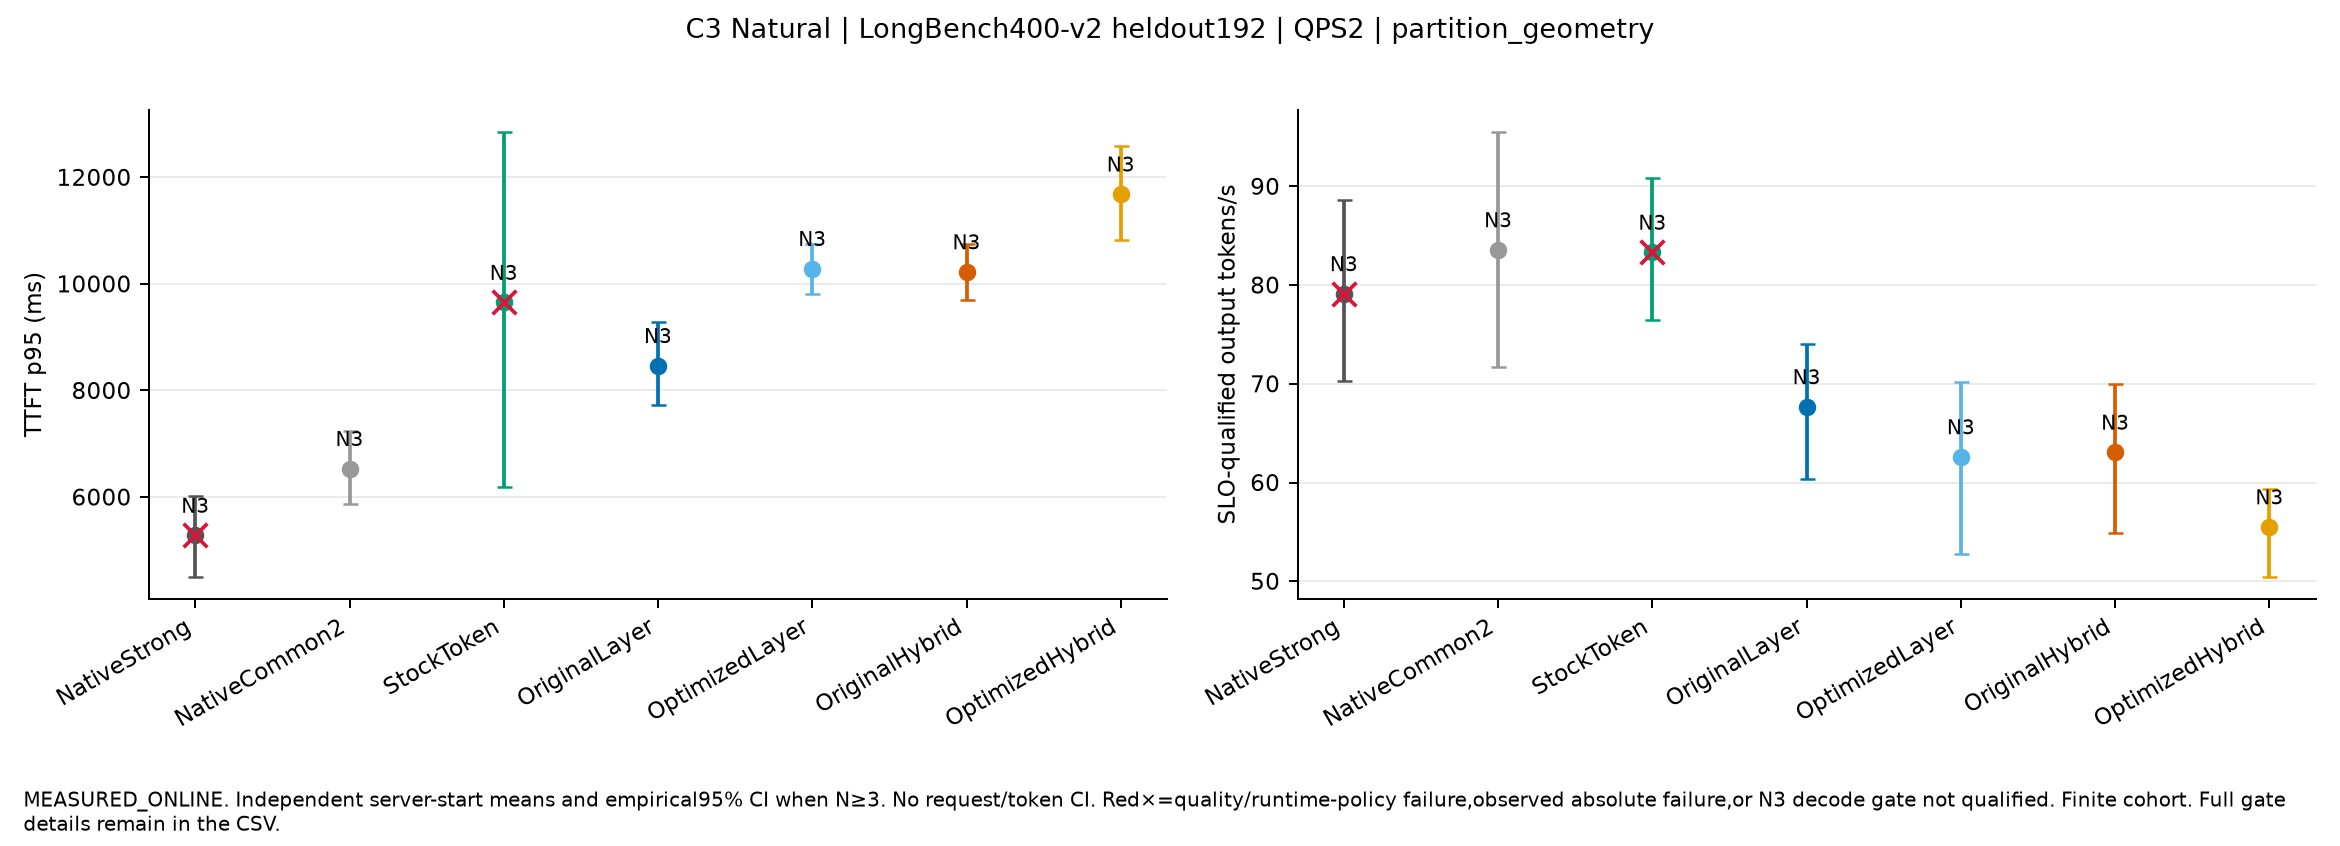 C3 Natural | LongBench400-v2 heldout192 | QPS2 | partition_geometry
TTFT p95 (ms)
12000
10000
8000
6000
N3
N3
N3
N3
N3
N3
N3
NativeStrong
NativeCommon2
StockToken
OriginalLayer
OptimizedLayer
OriginalHybrid
OptimizedHybrid
SLO-qualified output tokens/s
90
80
70
60
50
N3
N3
N3
N3
N3
N3
N3
NativeStrong
NativeCommon2
StockToken
OriginalLayer
OptimizedLayer
OriginalHybrid
OptimizedHybrid
MEASURED_ONLINE. Independent server-start means and empirical95% CI when N≥3. No request/token CI. Red×=quality/runtime-policy failure,observed absolute failure,or N3 decode gate not qualified. Finite cohort. Full gate
details remain in the CSV.